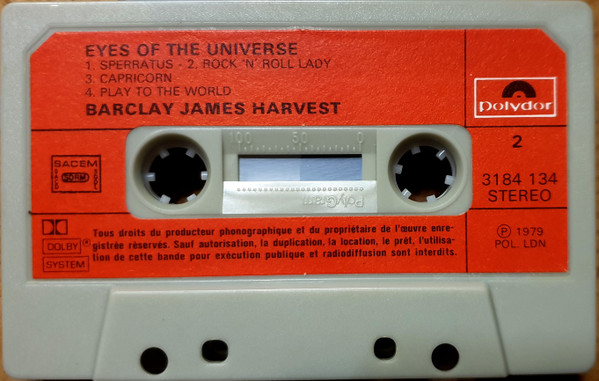 EYES OF THE UNIVERSE
1. SPERRATUS - 2. ROCK 'N' ROLL LADY
3. CAPRICORN
4. PLAY TO THE WORLD
BARCLAY JAMES HARVEST
polydor
2
3184 134
STEREO
℗ 1979
POL. LDN
100 50 0
PolyGram
SACEM
SDRM
DOLBY®
SYSTEM
Tous droits du producteur phonographique et du propriétaire de l'œuvre enre-
gistrée réservés. Sauf autorisation, la duplication, la location, le prêt, l'utilisa-
tion de cette bande pour exécution publique et radiodiffusion sont interdits.